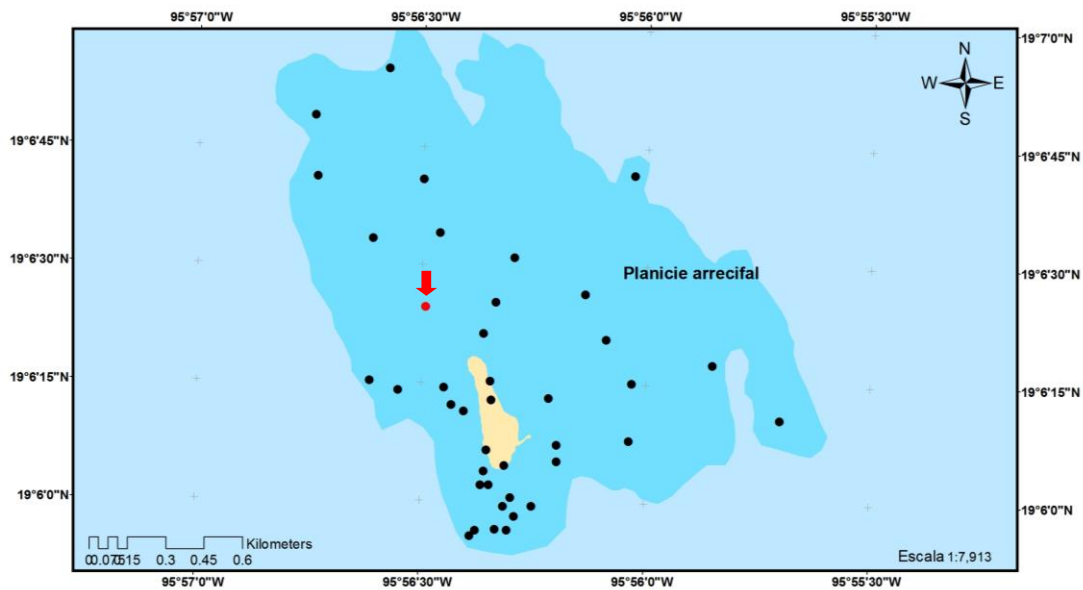 95°57'0"W 95°56'30"W 95°56'0"W 95°55'30"W
19°7'0"N
N
W E
S
19°6'45"N
19°6'45"N
19°6'30"N
Planicie arrecifal
19°6'30"N
19°6'15"N
19°6'15"N
19°6'0"N
19°6'0"N
Kilometers
0 0.075 0.15 0.3 0.45 0.6
Escala 1:7,913
95°57'0"W 95°56'30"W 95°56'0"W 95°55'30"W